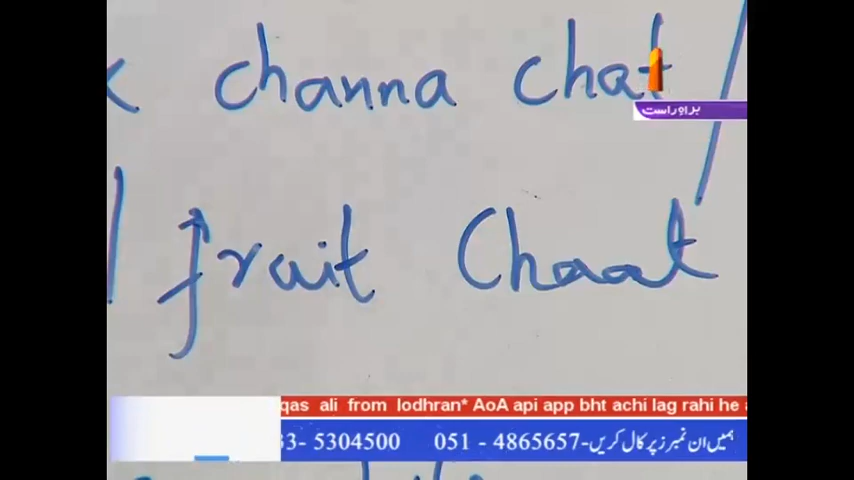 channa chat
براہ راست
fruit Chaat
qas ali from lodhran* AoA api app bht achi lag rahi he
33- 5304500 051 - 4865657-ہمیں ان نمبرز پر کال کریں